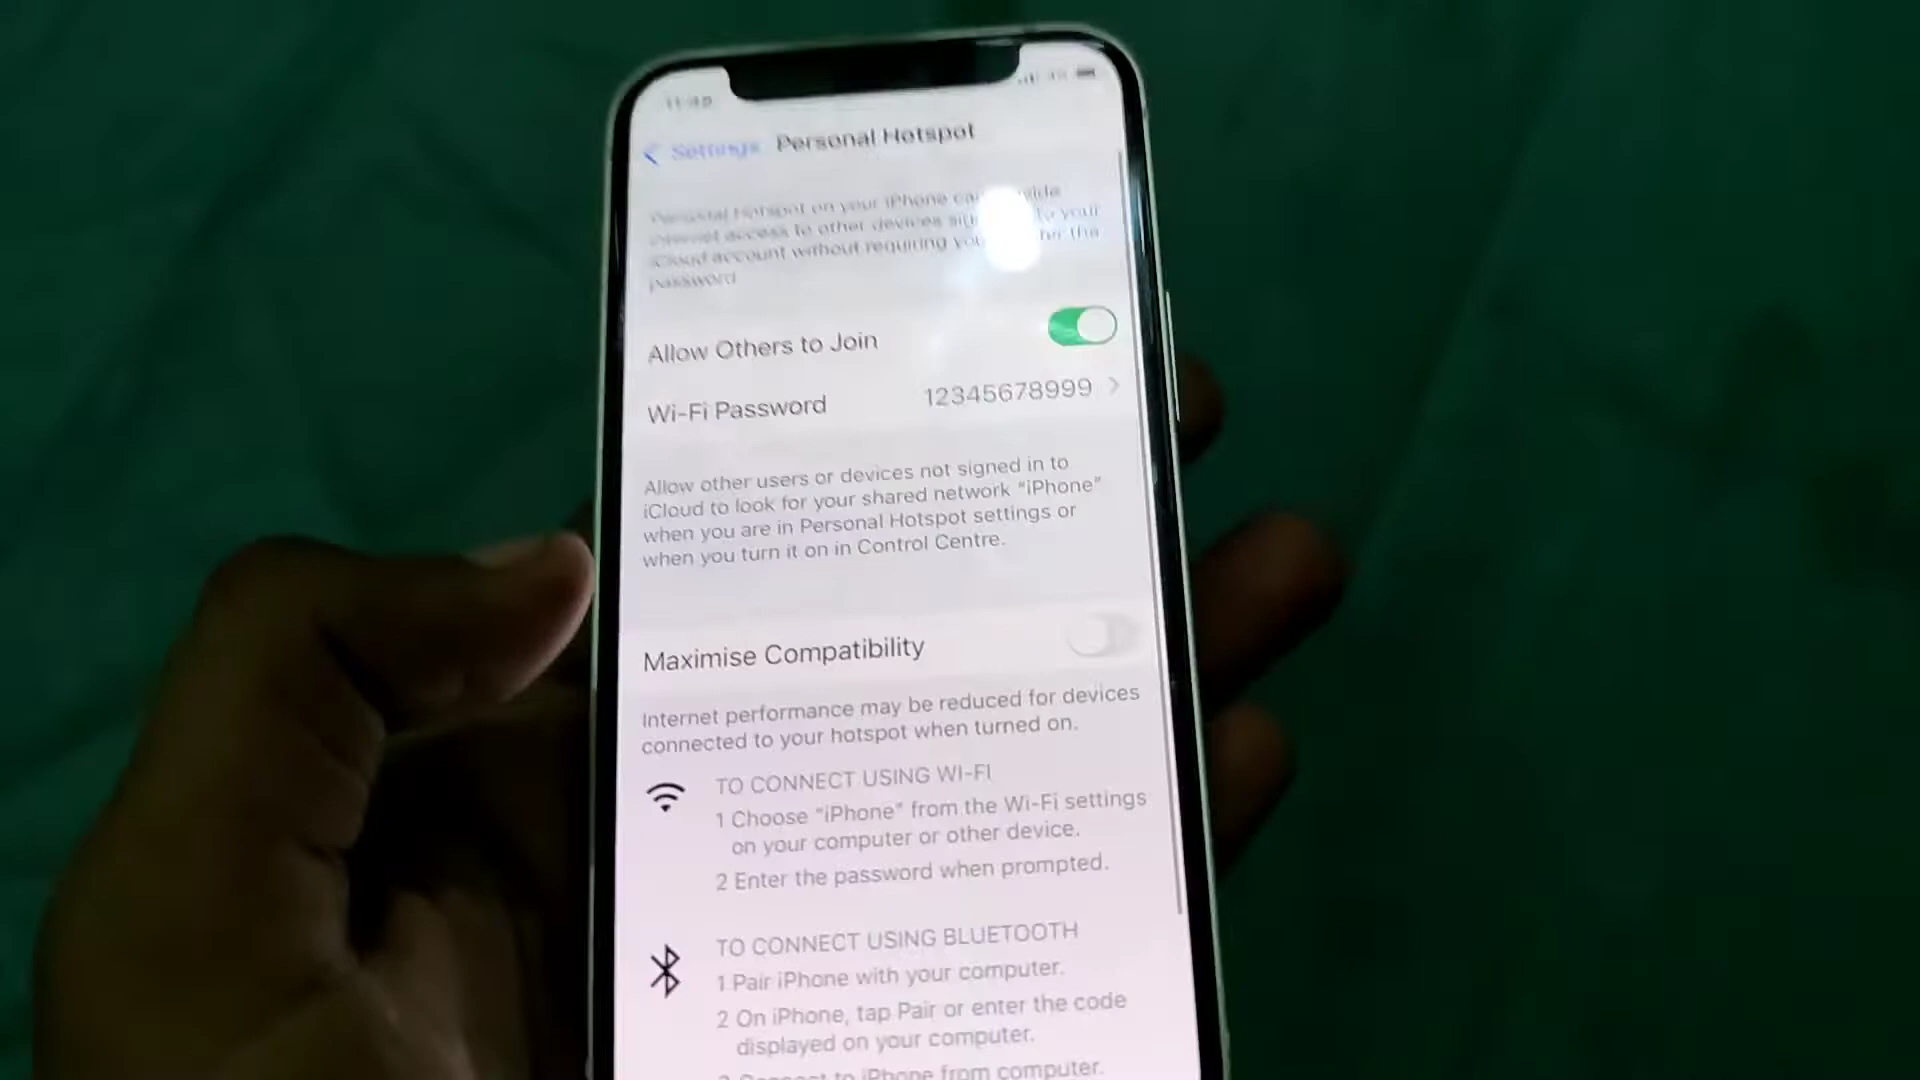 11:40
Settings Personal Hotspot
Personal Hotspot on your iPhone can
internet access to other devices to your
iCloud account without requiring you the
password
Allow Others to Join
Wi-Fi Password 12345678999
Allow other users or devices not signed in to
iCloud to look for your shared network “iPhone”
when you are in Personal Hotspot settings or
when you turn it on in Control Centre.
Maximise Compatibility
Internet performance may be reduced for devices
connected to your hotspot when turned on.
TO CONNECT USING WI-FI
1 Choose “iPhone” from the Wi-Fi settings
on your computer or other device.
2 Enter the password when prompted.
TO CONNECT USING BLUETOOTH
1 Pair iPhone with your computer.
2 On iPhone, tap Pair or enter the code
displayed on your computer.
to iPhone from computer.